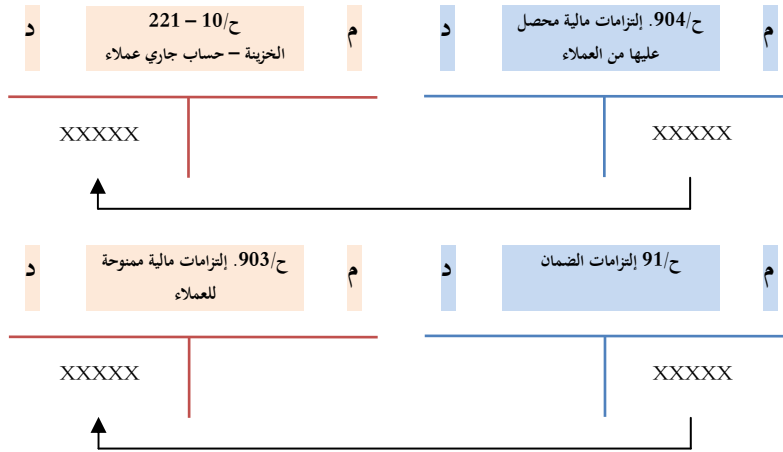 م
ح/904. إلتزامات مالية محصل
عليها من العملاء
د
م
ح/10 – 221
الخزينة – حساب جاري عملاء
د
XXXXX
XXXXX
م
ح/91 إلتزامات الضمان
د
م
ح/903. إلتزامات مالية ممنوحة
للعملاء
د
XXXXX
XXXXX